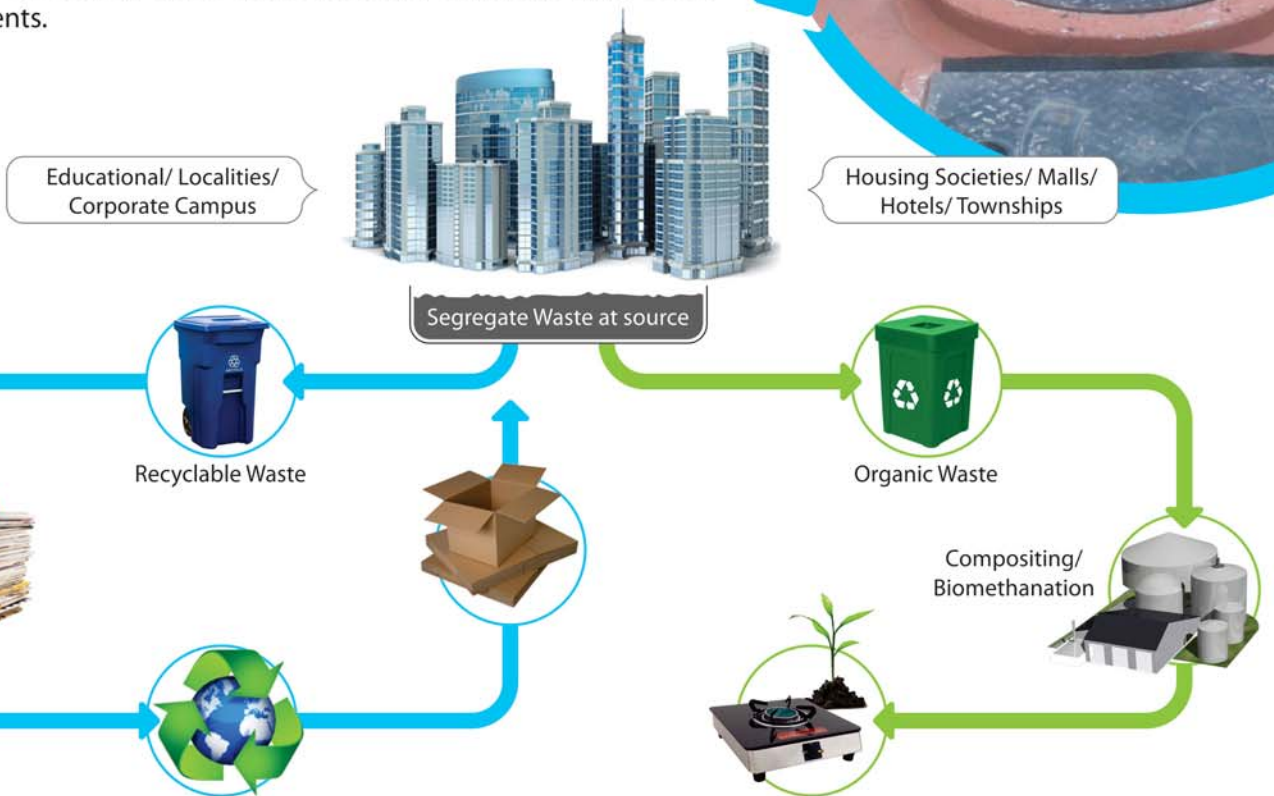 ents.
Educational/ Localities/
Corporate Campus
Housing Societies/ Malls/
Hotels/ Townships
Segregate Waste at source
Recyclable Waste
Organic Waste
Compositing/
Biomethanation